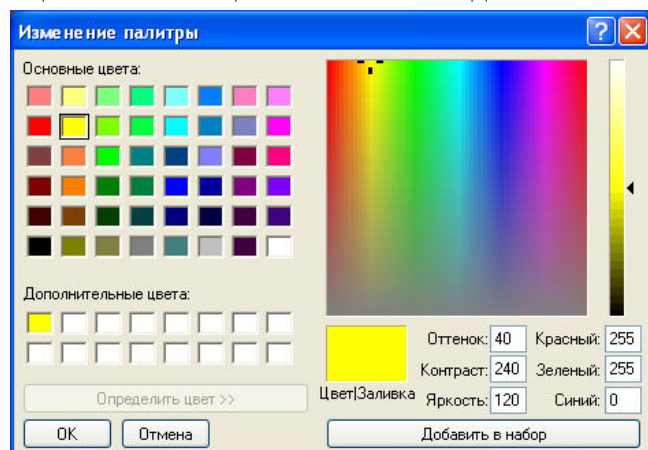 Изменение палитры
Основные цвета:
Дополнительные цвета:
Определить цвет >>
OK Отмена
Оттенок: 40 Красный: 255
Контраст: 240 Зеленый: 255
Цвет|Заливка Яркость: 120 Синий: 0
Добавить в набор